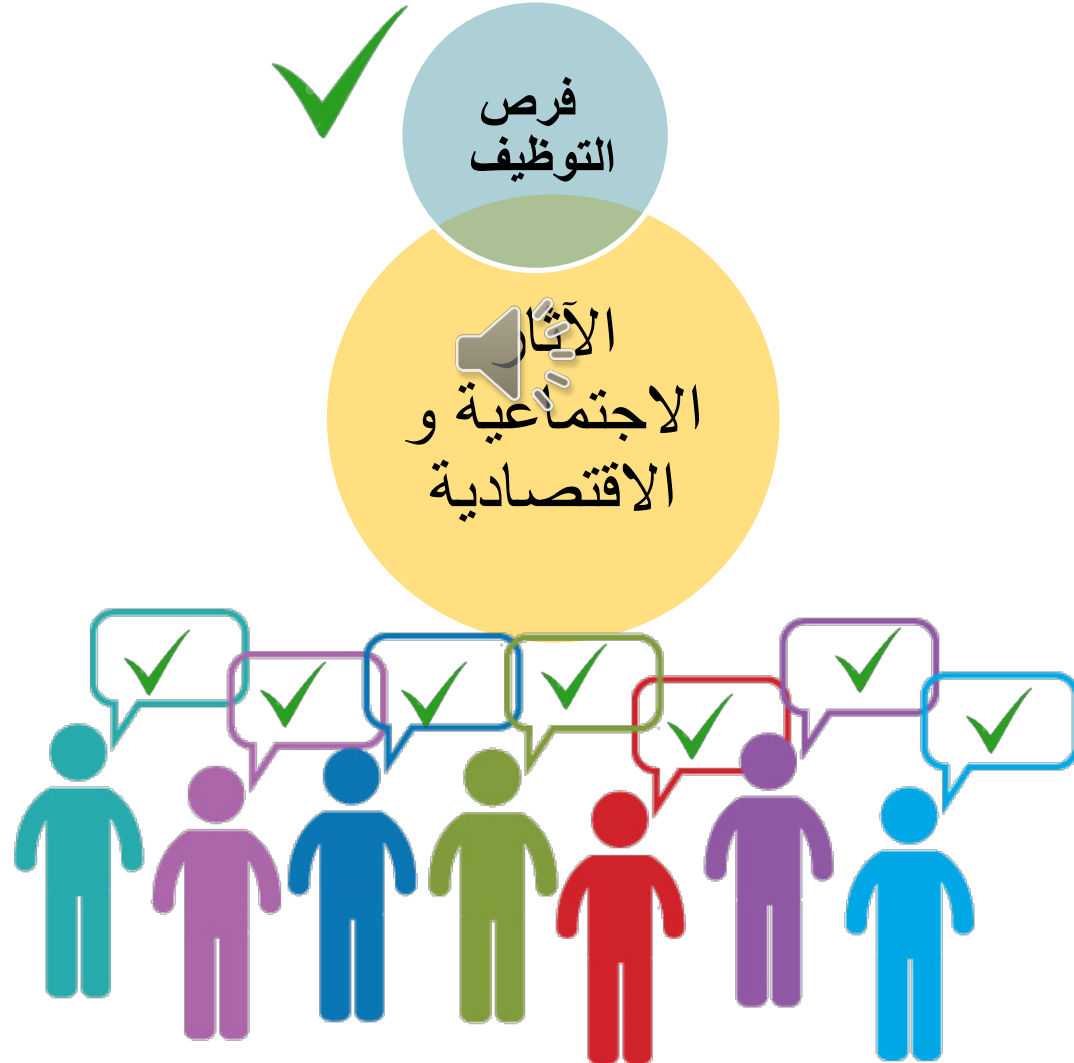 فرص
التوظيف
الآثار
الاجتماعية و
الاقتصادية